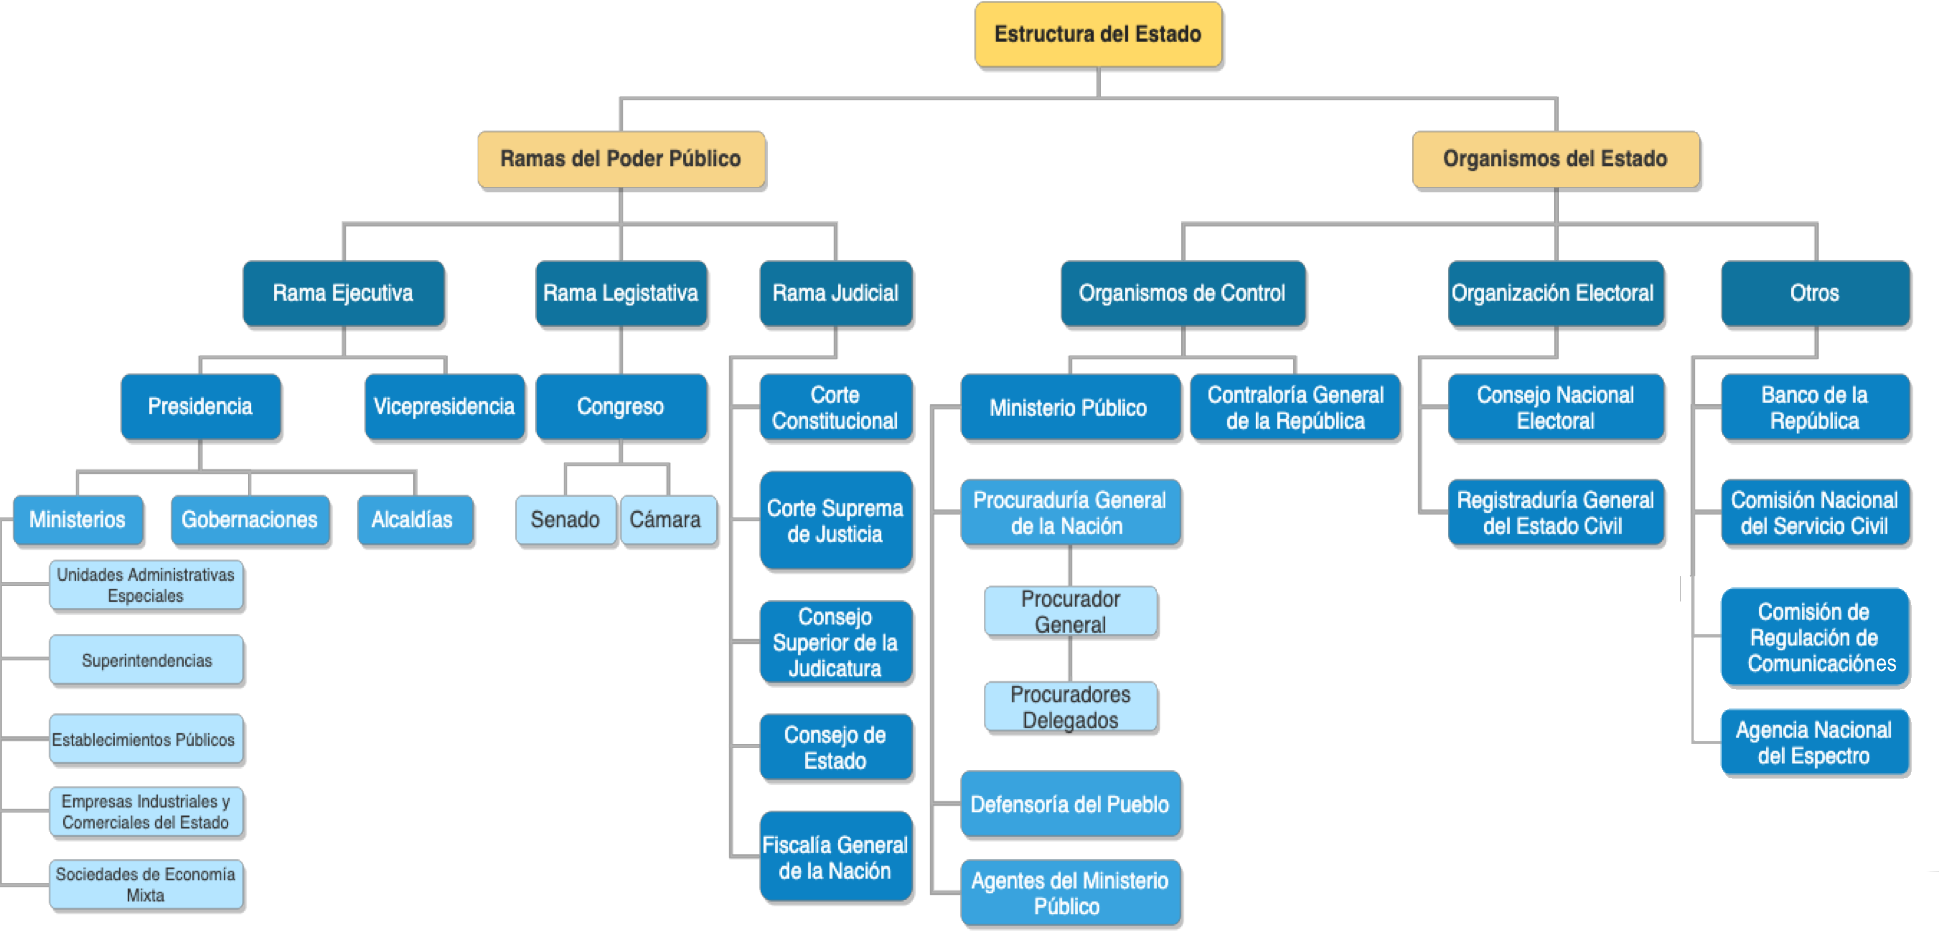 Estructura del Estado
Ramas del Poder Público
Organismos del Estado
Rama Ejecutiva
Rama Legistativa
Rama Judicial
Organismos de Control
Organización Electoral
Otros
Presidencia
Vicepresidencia
Congreso
Corte
Constitucional
Ministerio Público
Contraloría General
de la República
Consejo Nacional
Electoral
Banco de la
República
Ministerios
Gobernaciones
Alcaldías
Senado
Cámara
Corte Suprema
de Justicia
Procuraduría General
de la Nación
Registraduría General
del Estado Civil
Comisión Nacional
del Servicio Civil
Unidades Administrativas
Especiales
Superintendencias
Establecimientos Públicos
Empresas Industriales y
Comerciales del Estado
Sociedades de Economía
Mixta
Consejo
Superior de la
Judicatura
Consejo de
Estado
Fiscalía General
de la Nación
Procurador
General
Procuradores
Delegados
Defensoría del Pueblo
Agentes del Ministerio
Público
Comisión de
Regulación de
Comunicaciónes
Agencia Nacional
del Espectro